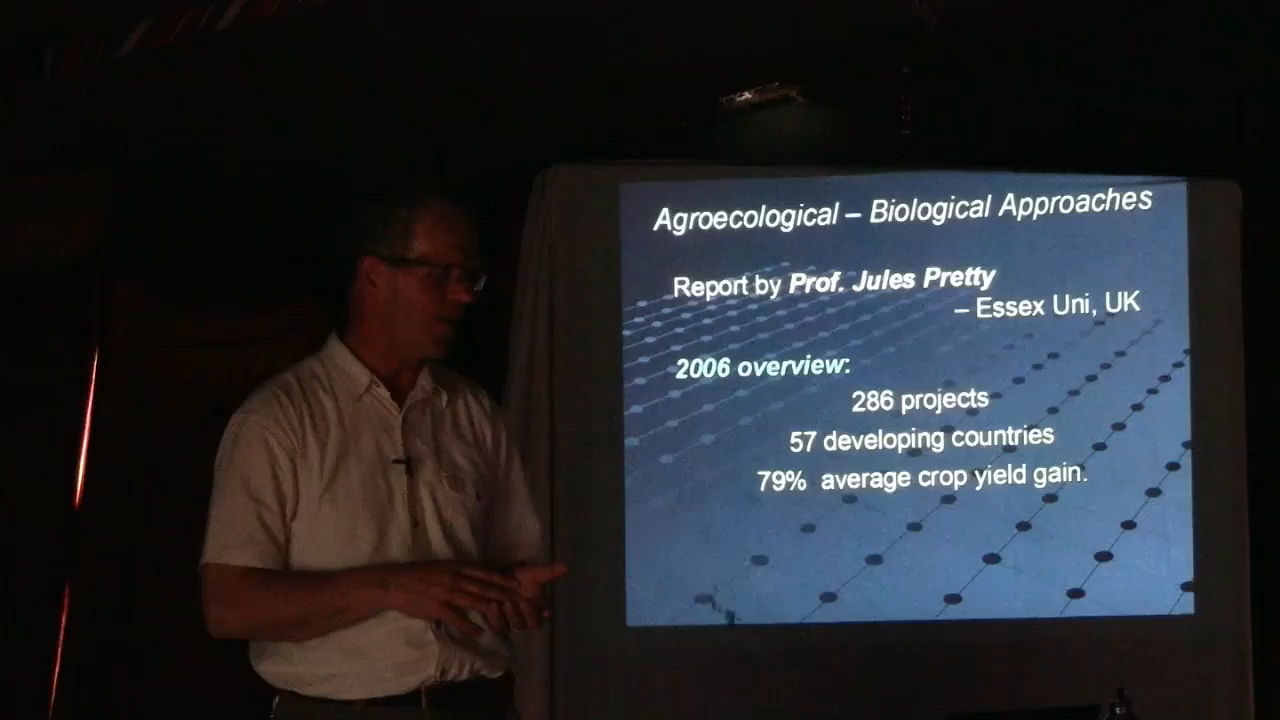 Agroecological – Biological Approaches
Report by Prof. Jules Pretty
– Essex Uni, UK
2006 overview:
286 projects
57 developing countries
79% average crop yield gain.